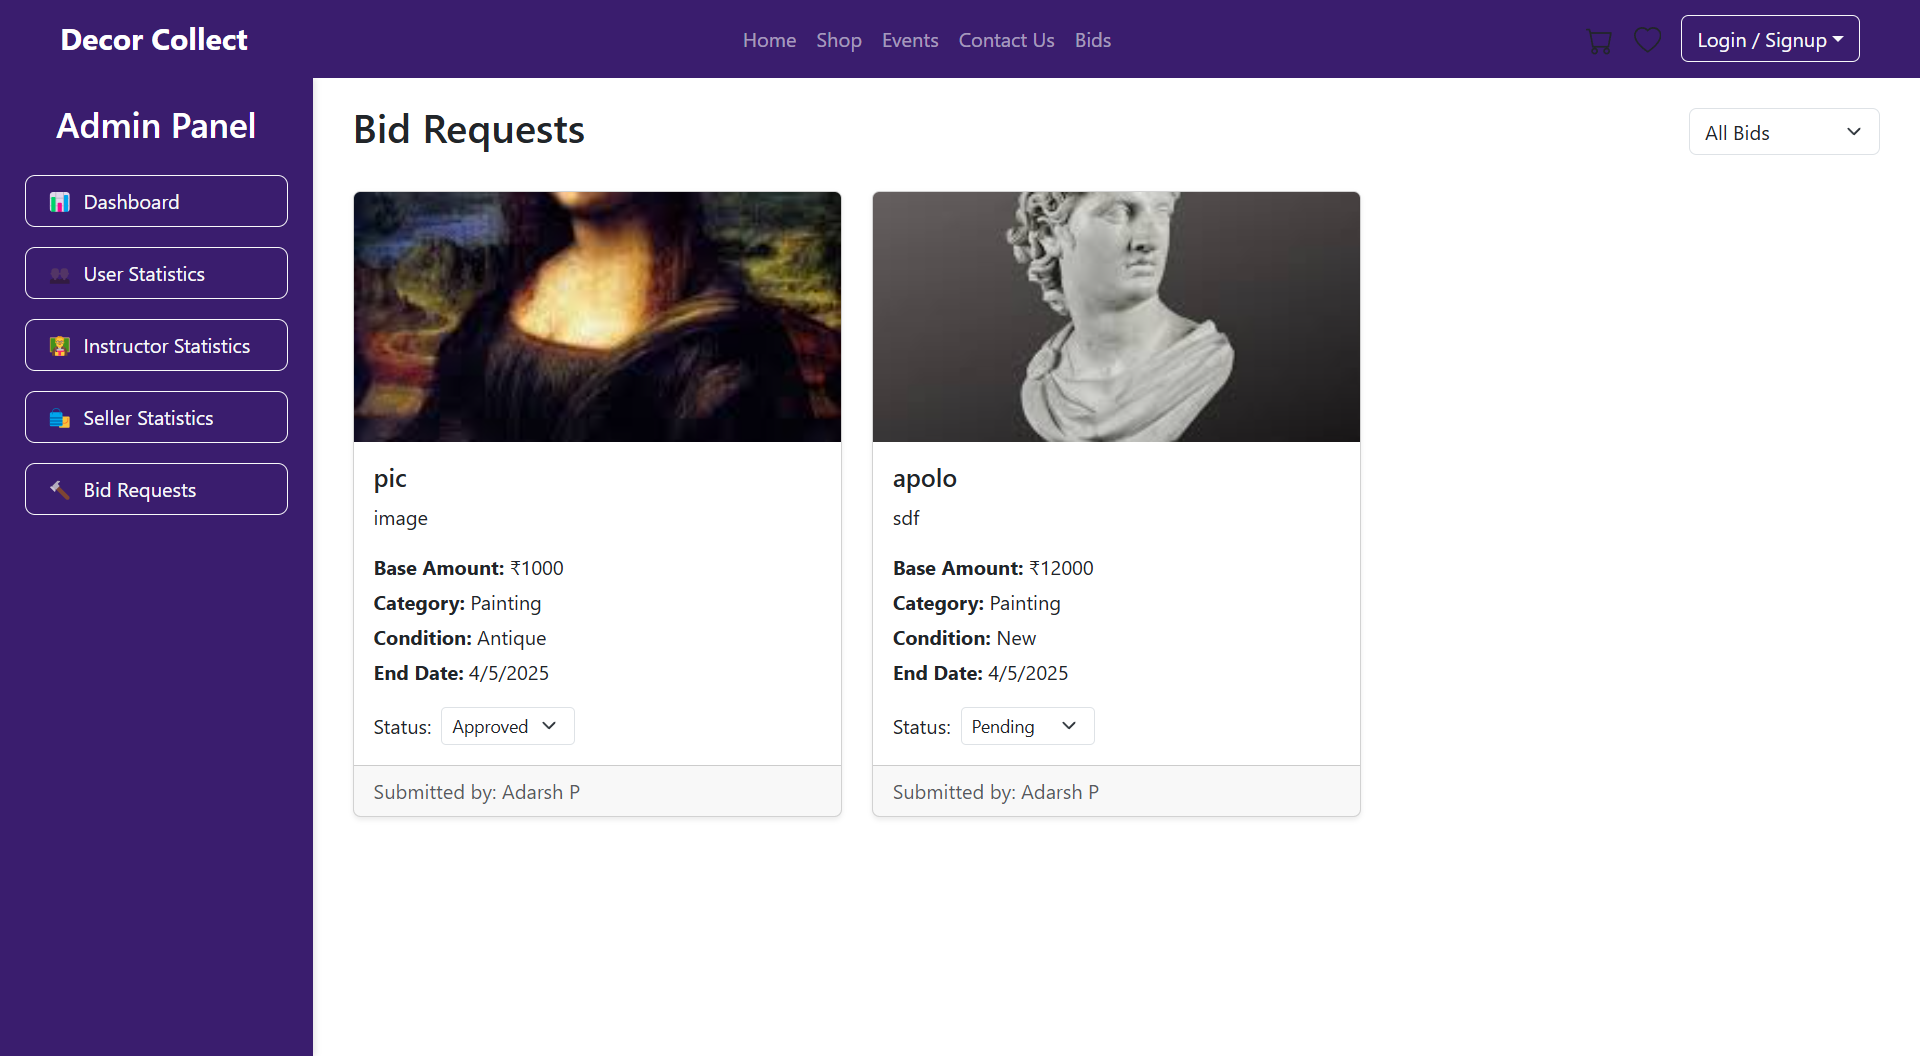 Decor Collect
Home Shop Events Contact Us Bids
Login / Signup
Admin Panel
Dashboard
User Statistics
Instructor Statistics
Seller Statistics
Bid Requests
Bid Requests
All Bids
pic
image
Base Amount: ₹1000
Category: Painting
Condition: Antique
End Date: 4/5/2025
Status: Approved
Submitted by: Adarsh P
apolo
sdf
Base Amount: ₹12000
Category: Painting
Condition: New
End Date: 4/5/2025
Status: Pending
Submitted by: Adarsh P